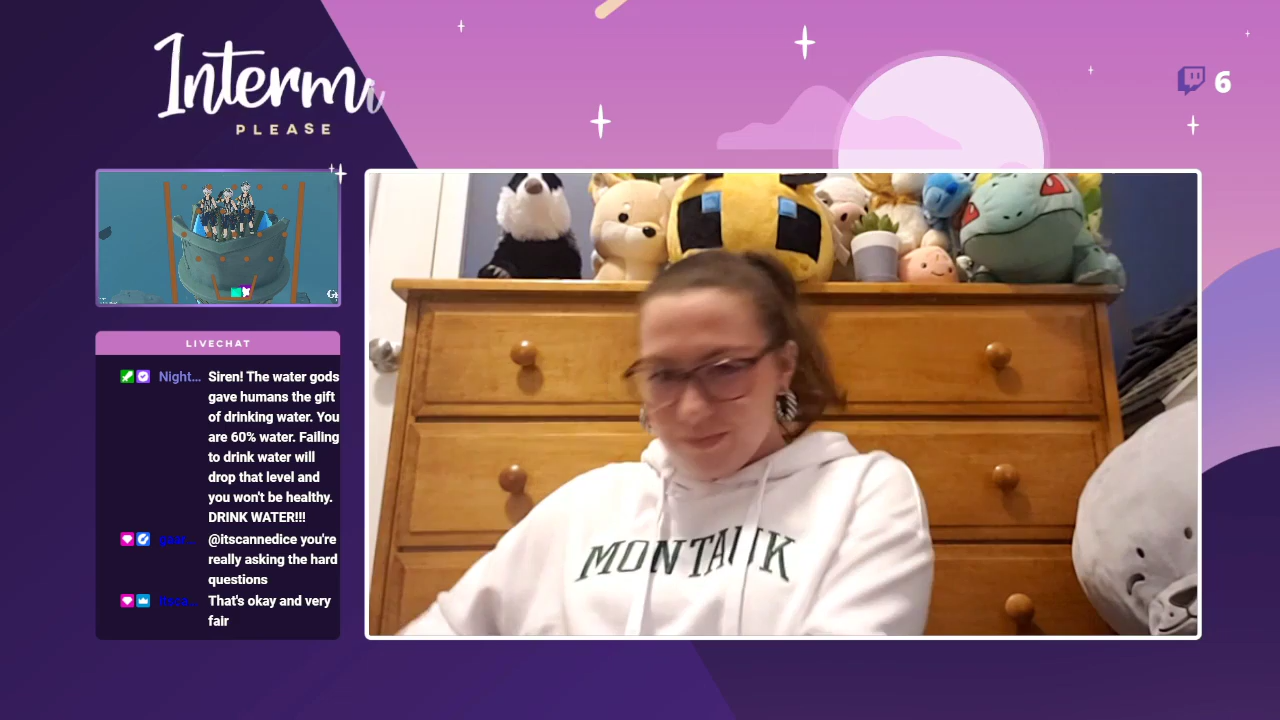 Intermi
PLEASE
6
LIVECHAT
Night... Siren! The water gods
gave humans the gift
of drinking water. You
are 60% water. Failing
to drink water will
drop that level and
you won't be healthy.
DRINK WATER!!!
@itscannedice you're
really asking the hard
questions
itsca... That's okay and very
fair
MONTAUK